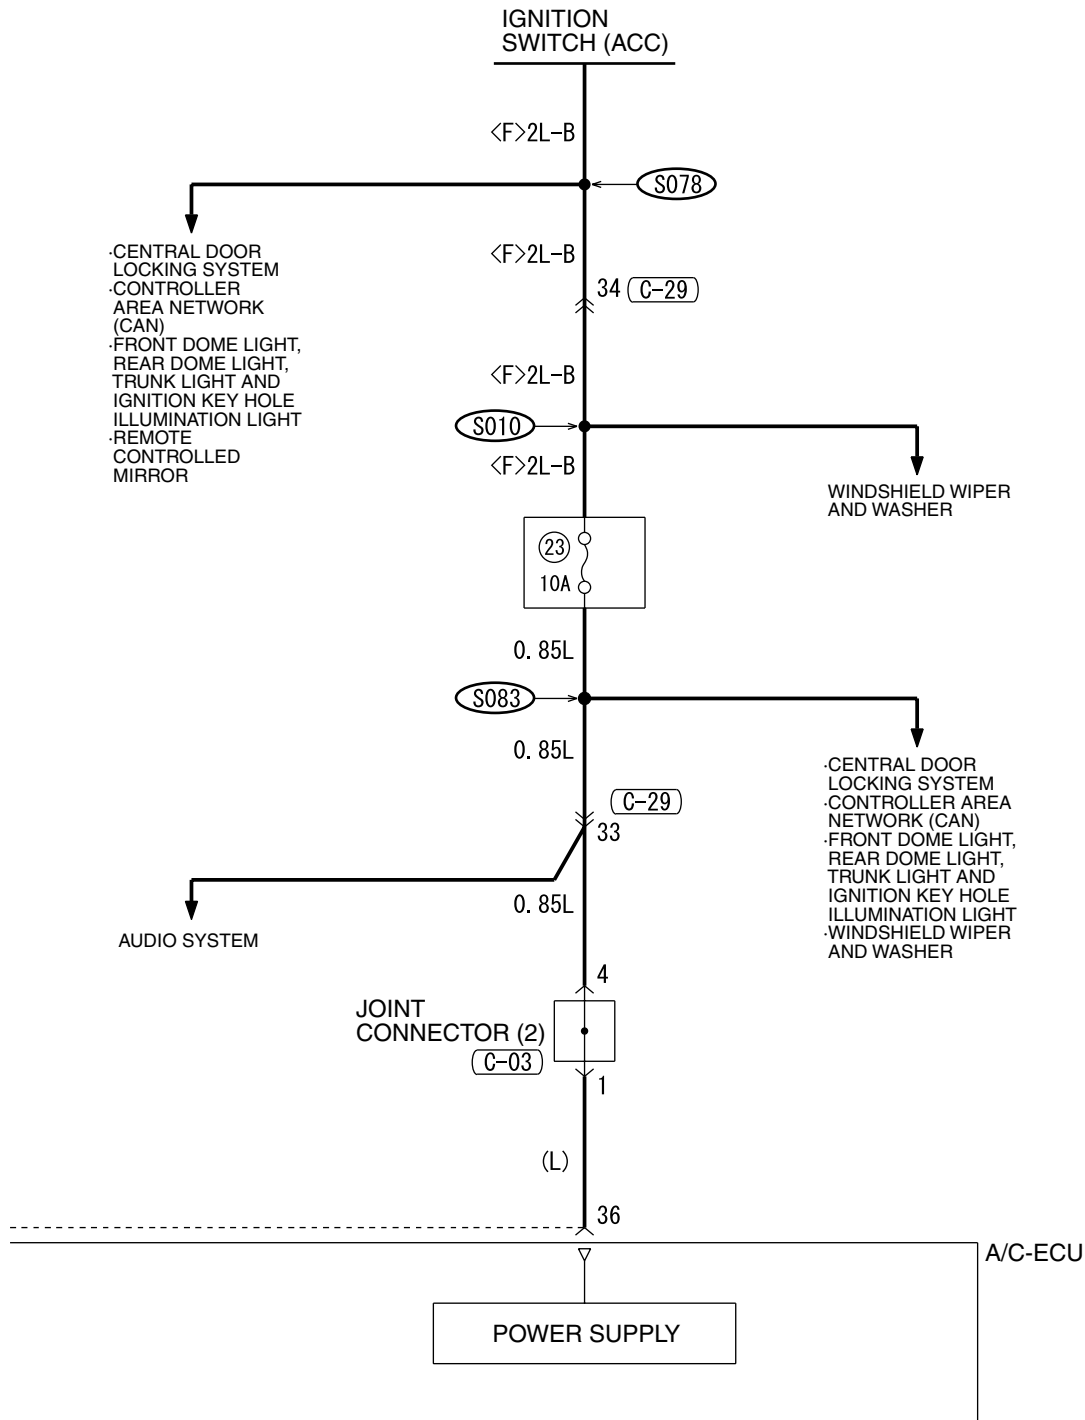 IGNITION
SWITCH (ACC)
<F>2L-B
S078
·CENTRAL DOOR
LOCKING SYSTEM
·CONTROLLER
AREA NETWORK
(CAN)
·FRONT DOME LIGHT,
REAR DOME LIGHT,
TRUNK LIGHT AND
IGNITION KEY HOLE
ILLUMINATION LIGHT
·REMOTE
CONTROLLED
MIRROR
<F>2L-B
34 C-29
<F>2L-B
S010
<F>2L-B
WINDSHIELD WIPER
AND WASHER
23
10A
0.85L
S083
0.85L
·CENTRAL DOOR
LOCKING SYSTEM
·CONTROLLER AREA
NETWORK (CAN)
·FRONT DOME LIGHT,
REAR DOME LIGHT,
TRUNK LIGHT AND
IGNITION KEY HOLE
ILLUMINATION LIGHT
·WINDSHIELD WIPER
AND WASHER
C-29
33
0.85L
AUDIO SYSTEM
4
JOINT
CONNECTOR (2)
C-03
1
(L)
36
A/C-ECU
POWER SUPPLY